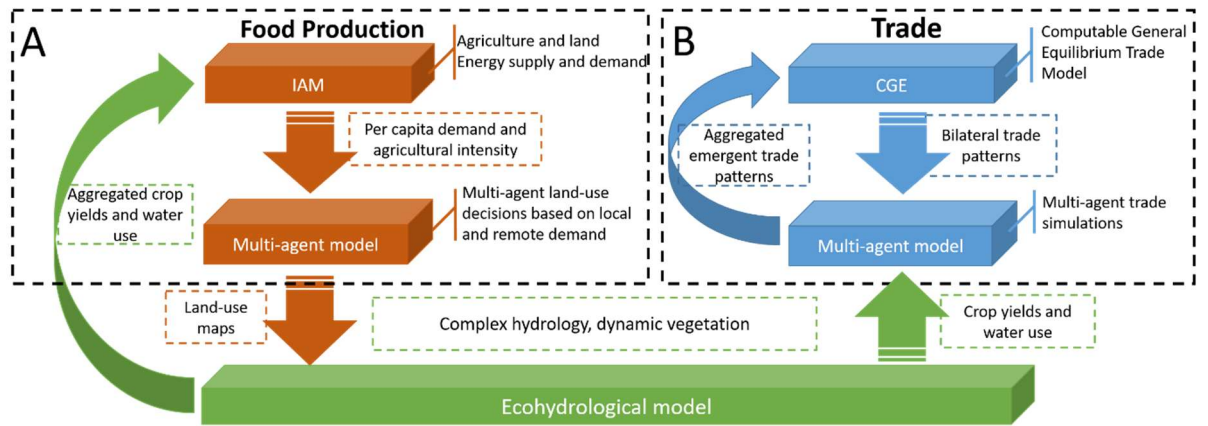 A
Food Production
IAM
Agriculture and land
Energy supply and demand
Per capita demand and
agricultural intensity
Aggregated crop
yields and water
use
Multi-agent model
Multi-agent land-use
decisions based on local
and remote demand
B
Trade
CGE
Computable General
Equilibrium Trade
Model
Aggregated
emergent trade
patterns
Bilateral trade
patterns
Multi-agent model
Multi-agent trade
simulations
Land-use
maps
Complex hydrology, dynamic vegetation
Crop yields and
water use
Ecohydrological model